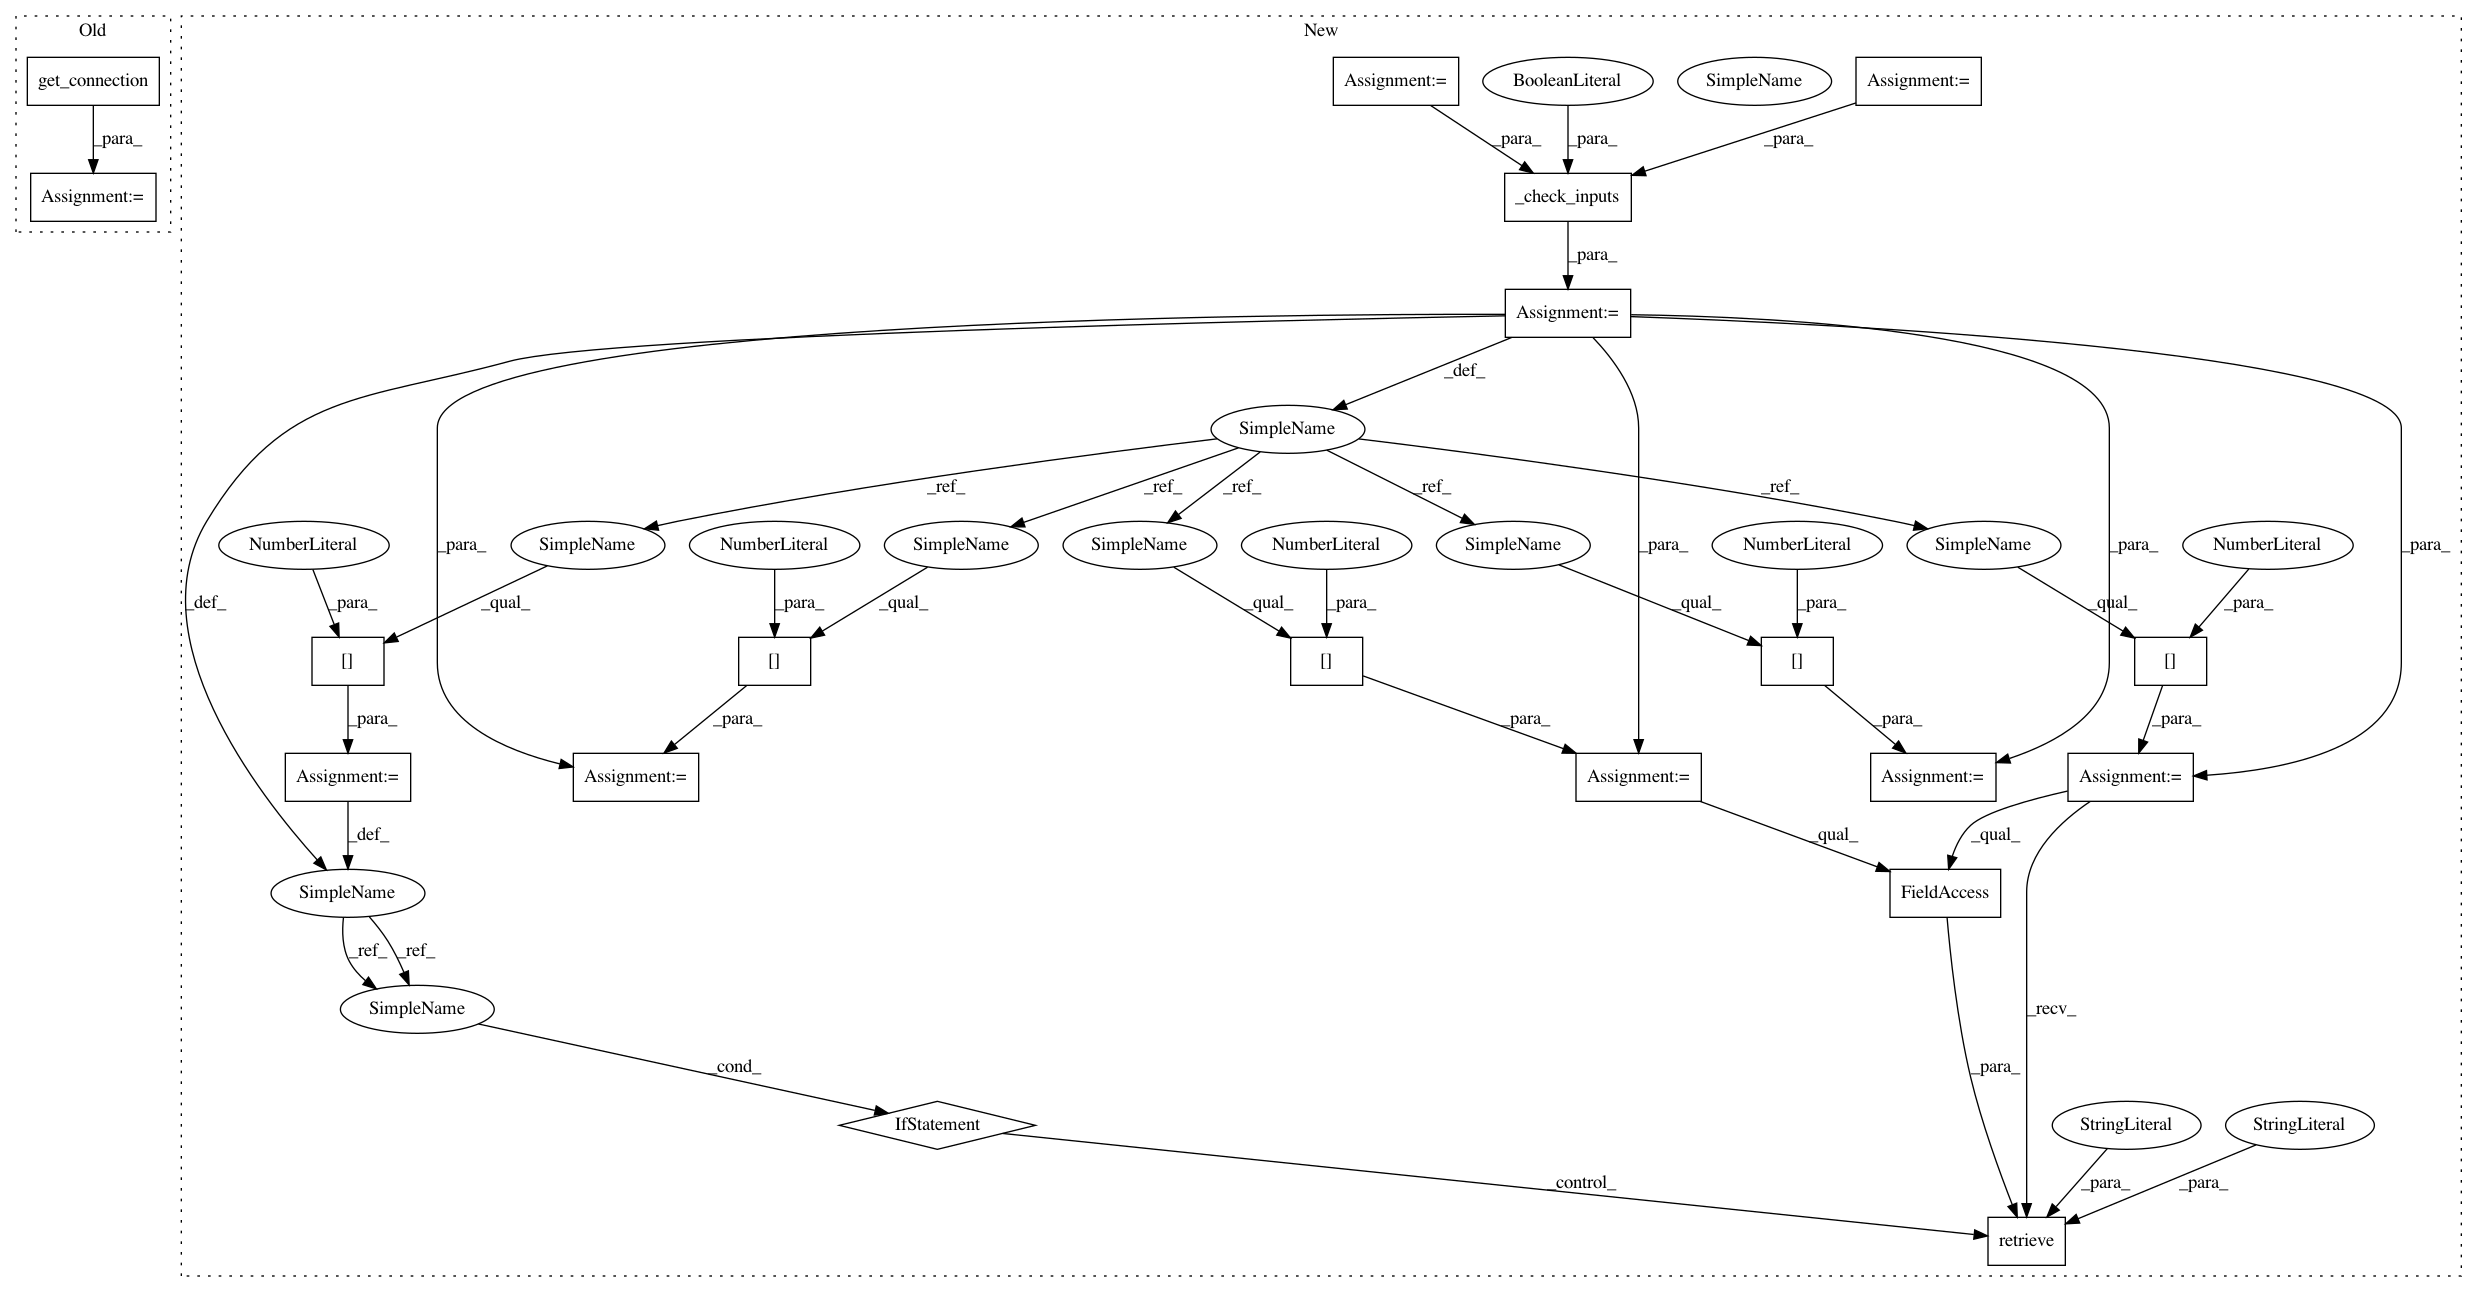 Old
New
get_connection
Assignment:=
BooleanLiteral
SimpleName
Assignment:=
_para_
_para_
_para_
_para_
Assignment:=
_check_inputs
_para_
Assignment:=
_def_
SimpleName
_ref_
_ref_
_ref_
_ref_
_ref_
NumberLiteral
_para_
SimpleName
NumberLiteral
SimpleName
SimpleName
NumberLiteral
SimpleName
_para_
NumberLiteral
SimpleName
_para_
NumberLiteral
_para_
_def_
_para_
_qual_
_para_
_qual_
_qual_
_para_
_qual_
_para_
_qual_
_para_
[]
[]
[]
[]
[]
_para_
_para_
_para_
_para_
_para_
Assignment:=
Assignment:=
Assignment:=
Assignment:=
Assignment:=
_def_
_qual_
_qual_
SimpleName
FieldAccess
_ref_
_ref_
SimpleName
_recv_
_cond_
_para_
IfStatement
StringLiteral
StringLiteral
_control_
_para_
_para_
retrieve